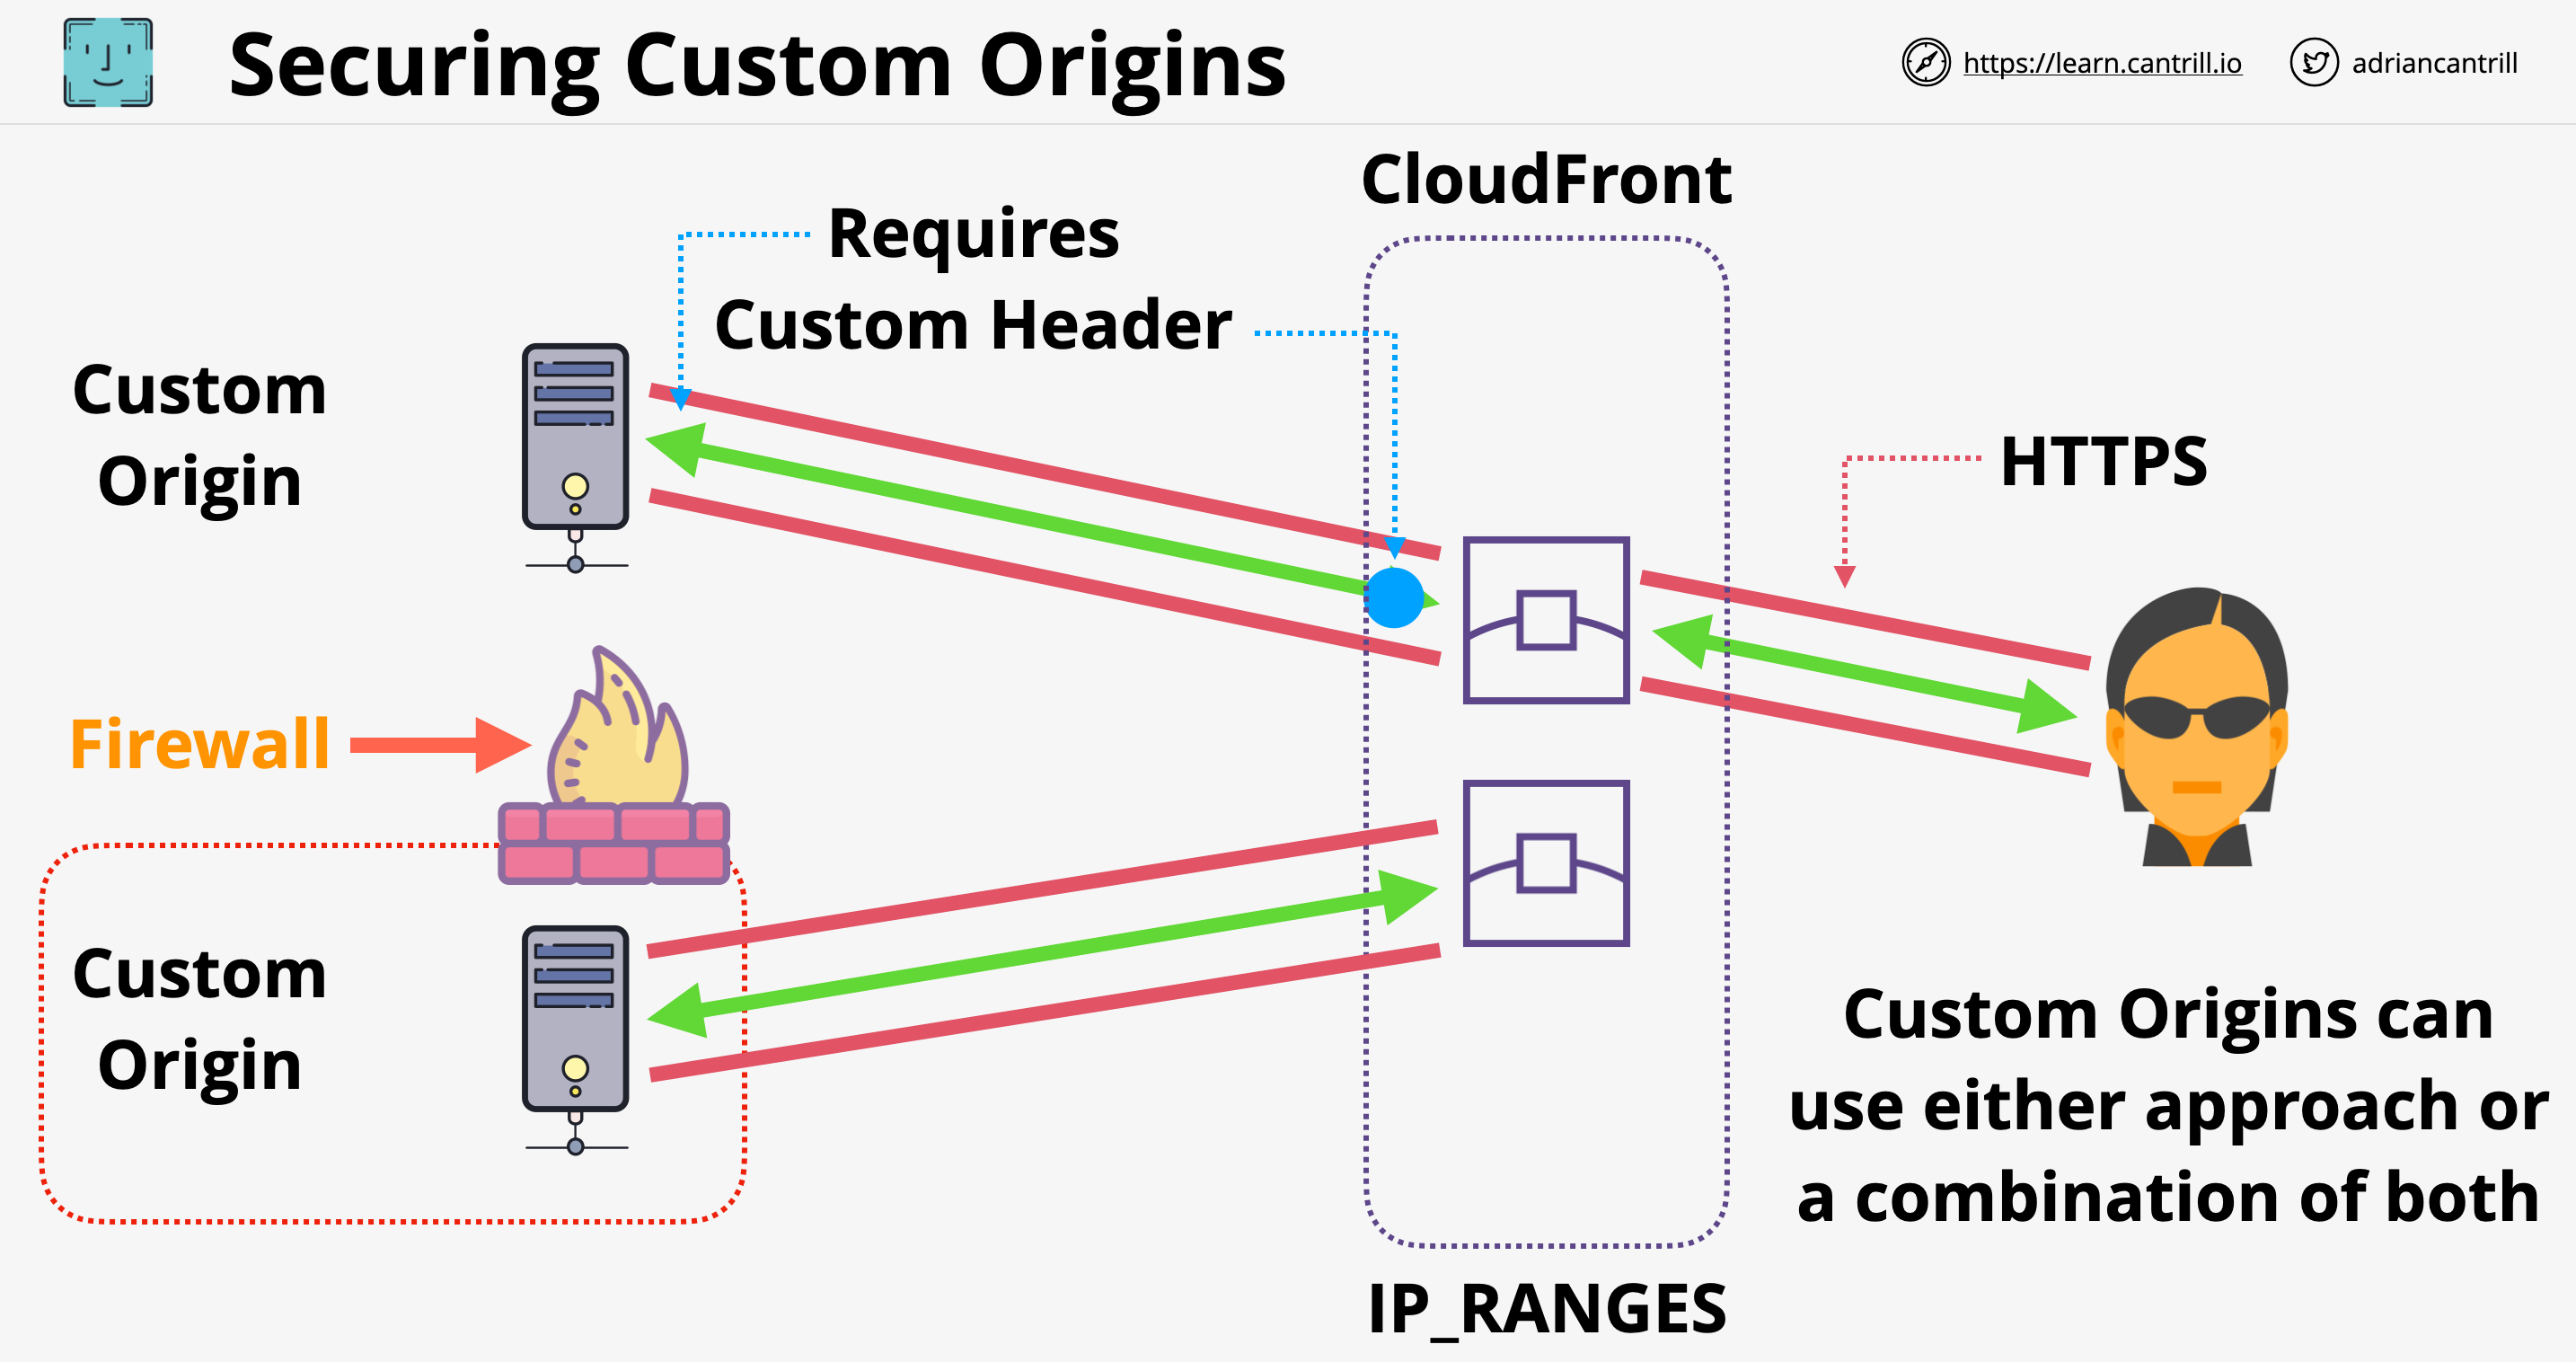 Securing Custom Origins
https://learn.cantrill.io
adriancantrill
CloudFront
Requires
Custom Header
Custom
Origin
HTTPS
Firewall
Custom
Origin
Custom Origins can
use either approach or
a combination of both
IP_RANGES